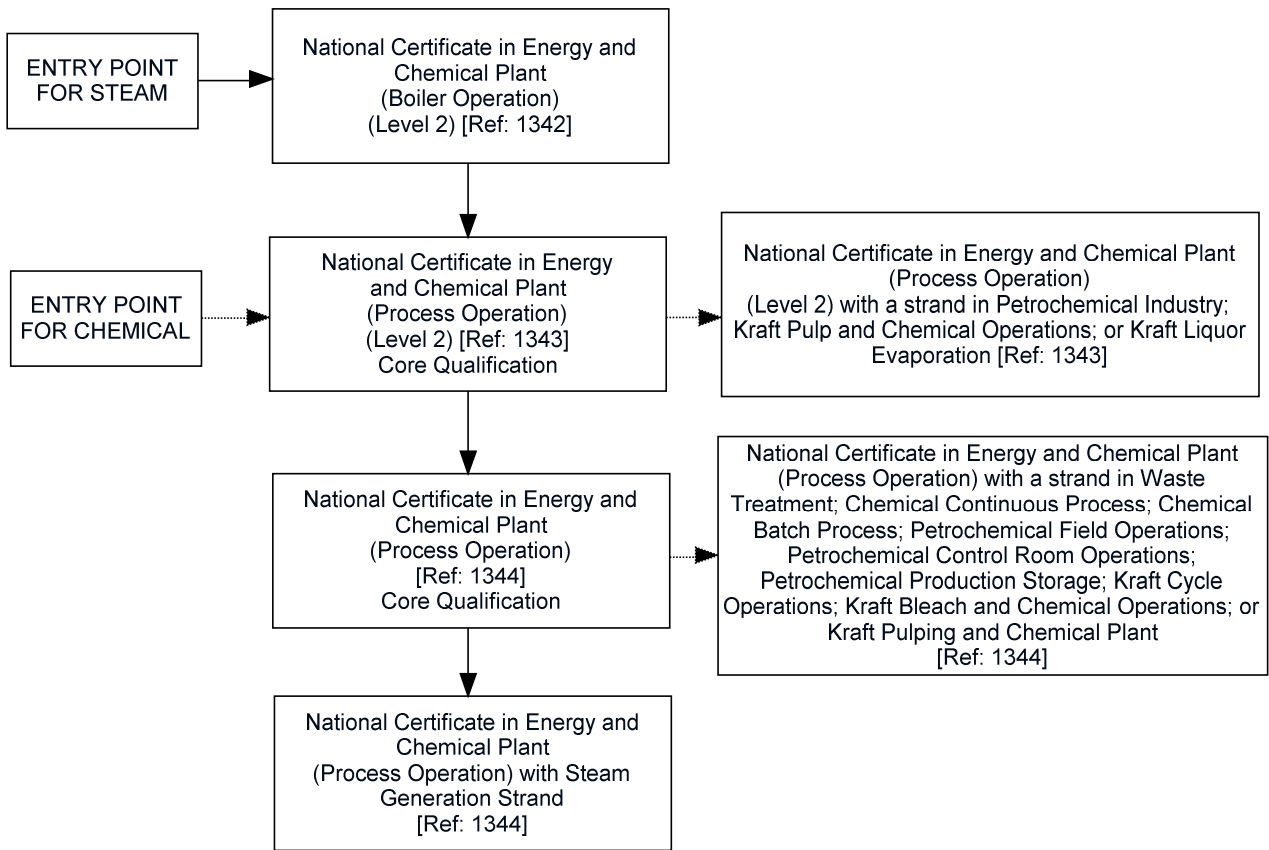 ENTRY POINT
FOR STEAM
National Certificate in Energy and
Chemical Plant
(Boiler Operation)
(Level 2) [Ref: 1342]
ENTRY POINT
FOR CHEMICAL
National Certificate in Energy
and Chemical Plant
(Process Operation)
(Level 2) [Ref: 1343]
Core Qualification
National Certificate in Energy and Chemical Plant
(Process Operation)
(Level 2) with a strand in Petrochemical Industry;
Kraft Pulp and Chemical Operations; or Kraft Liquor
Evaporation [Ref: 1343]
National Certificate in Energy and
Chemical Plant
(Process Operation)
[Ref: 1344]
Core Qualification
National Certificate in Energy and Chemical Plant
(Process Operation) with a strand in Waste
Treatment; Chemical Continuous Process; Chemical
Batch Process; Petrochemical Field Operations;
Petrochemical Control Room Operations;
Petrochemical Production Storage; Kraft Cycle
Operations; Kraft Bleach and Chemical Operations; or
Kraft Pulping and Chemical Plant
[Ref: 1344]
National Certificate in Energy and
Chemical Plant
(Process Operation) with Steam
Generation Strand
[Ref: 1344]